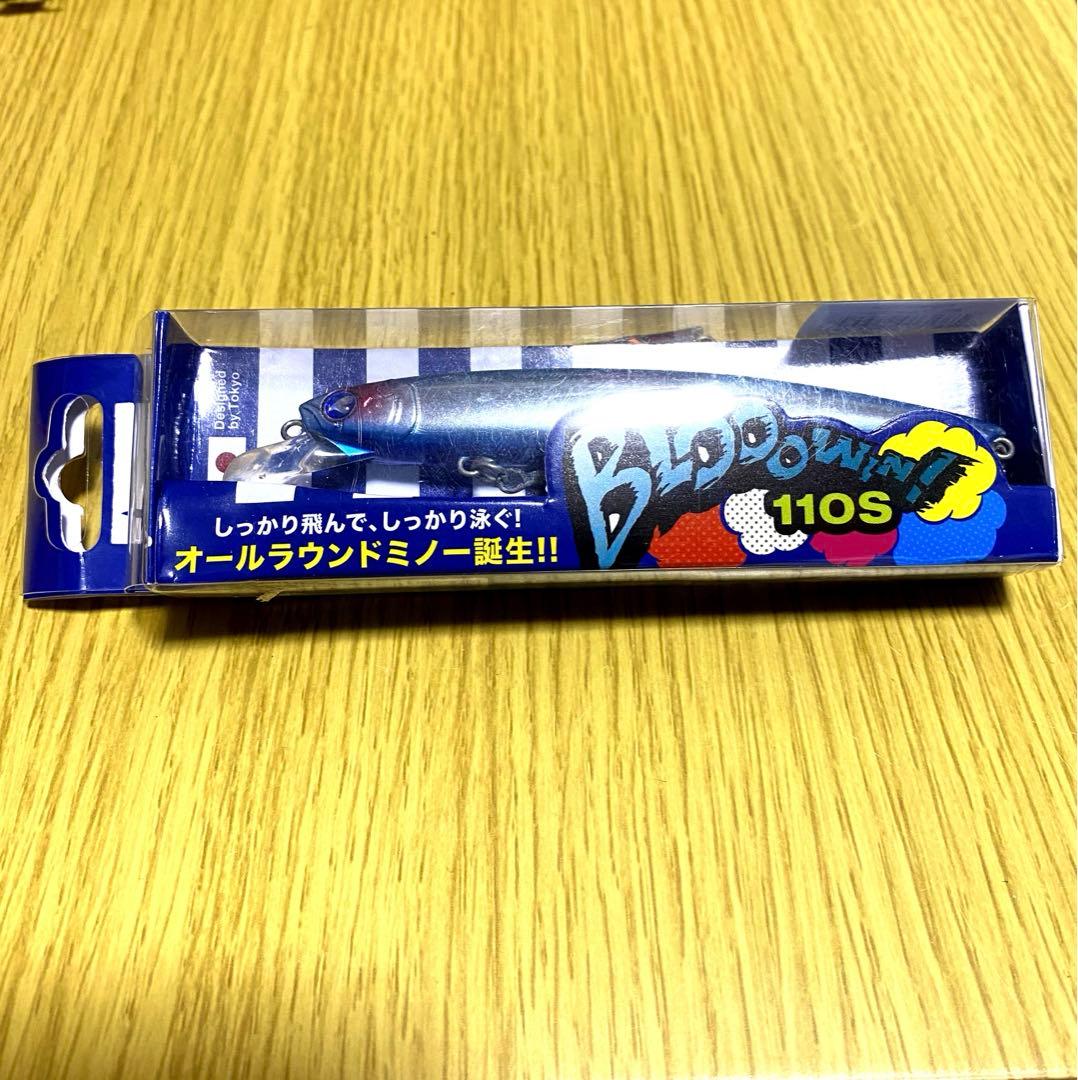 Designed
by Tokyo
BLOOOWIN!
110S
しっかり飛んで、しっかり泳ぐ!
オールラウンドミノー誕生!!